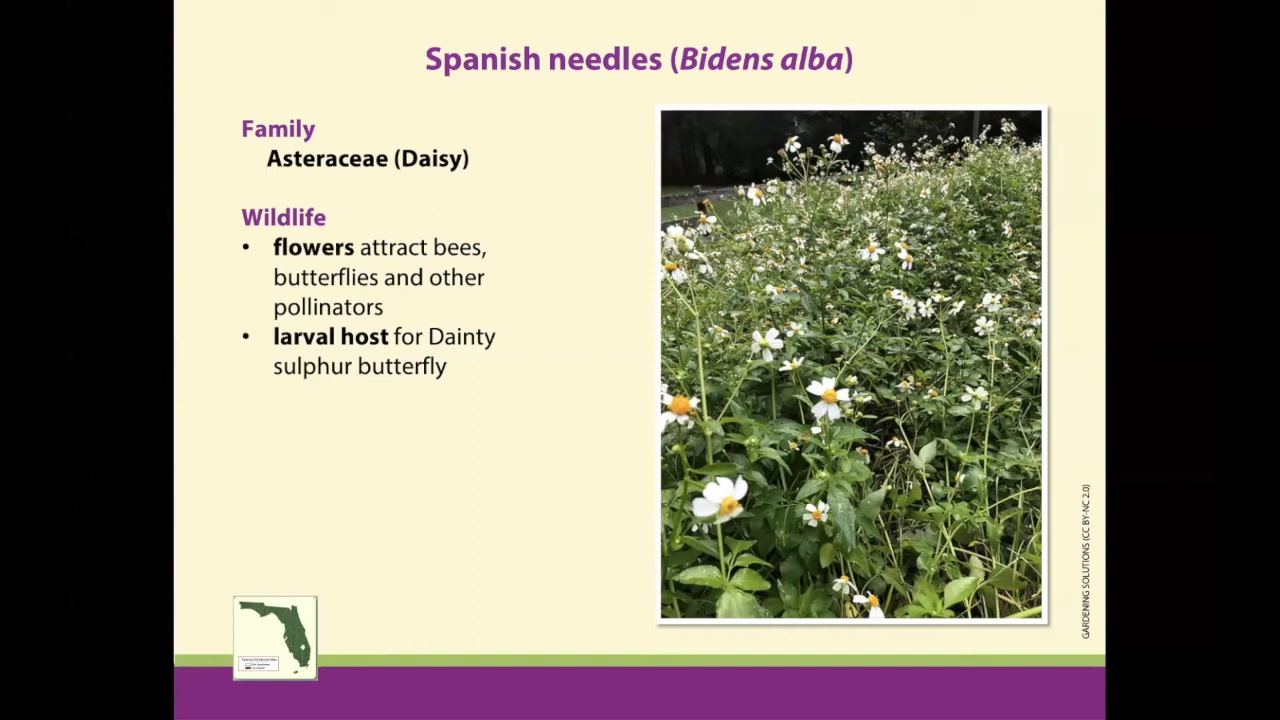 Spanish needles (Bidens alba)
Family
Asteraceae (Daisy)
Wildlife
• flowers attract bees,
butterflies and other
pollinators
• larval host for Dainty
sulphur butterfly
GARDENING SOLUTIONS (CC BY-NC 2.0)